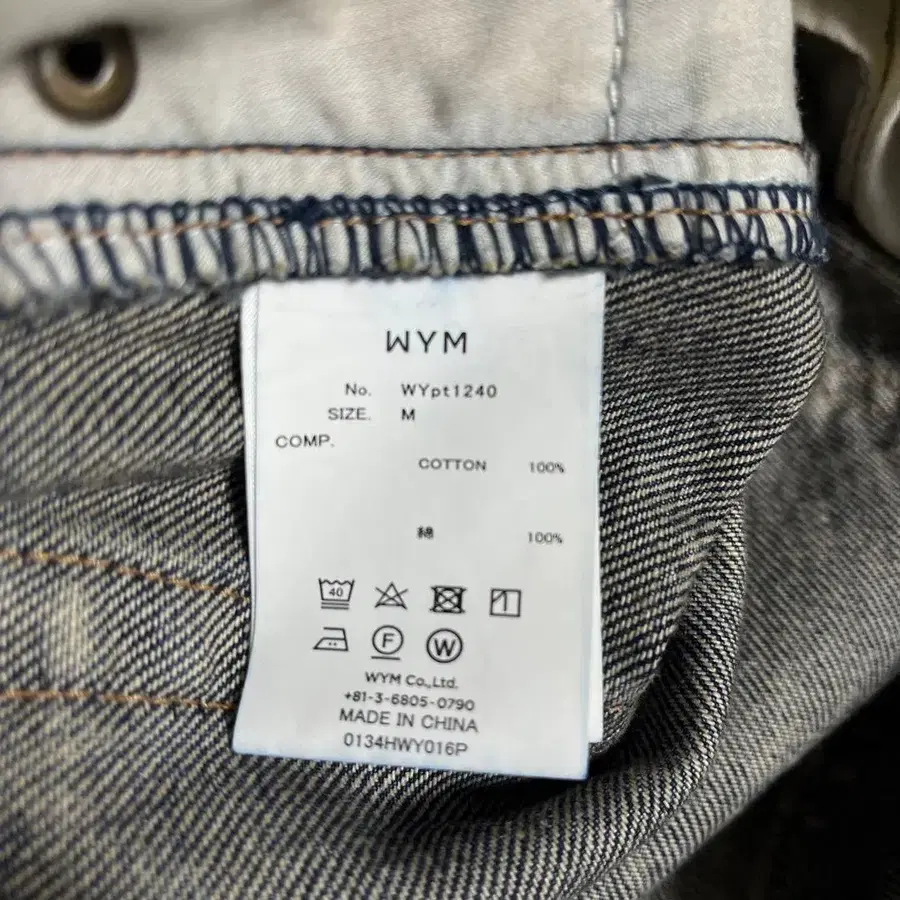 WYM
No. WYpt1240
SIZE. M
COMP.
COTTON 100%
綿 100%
40
F
W
WYM Co.,Ltd.
+81-3-6805-0790
MADE IN CHINA
0134HWY016P